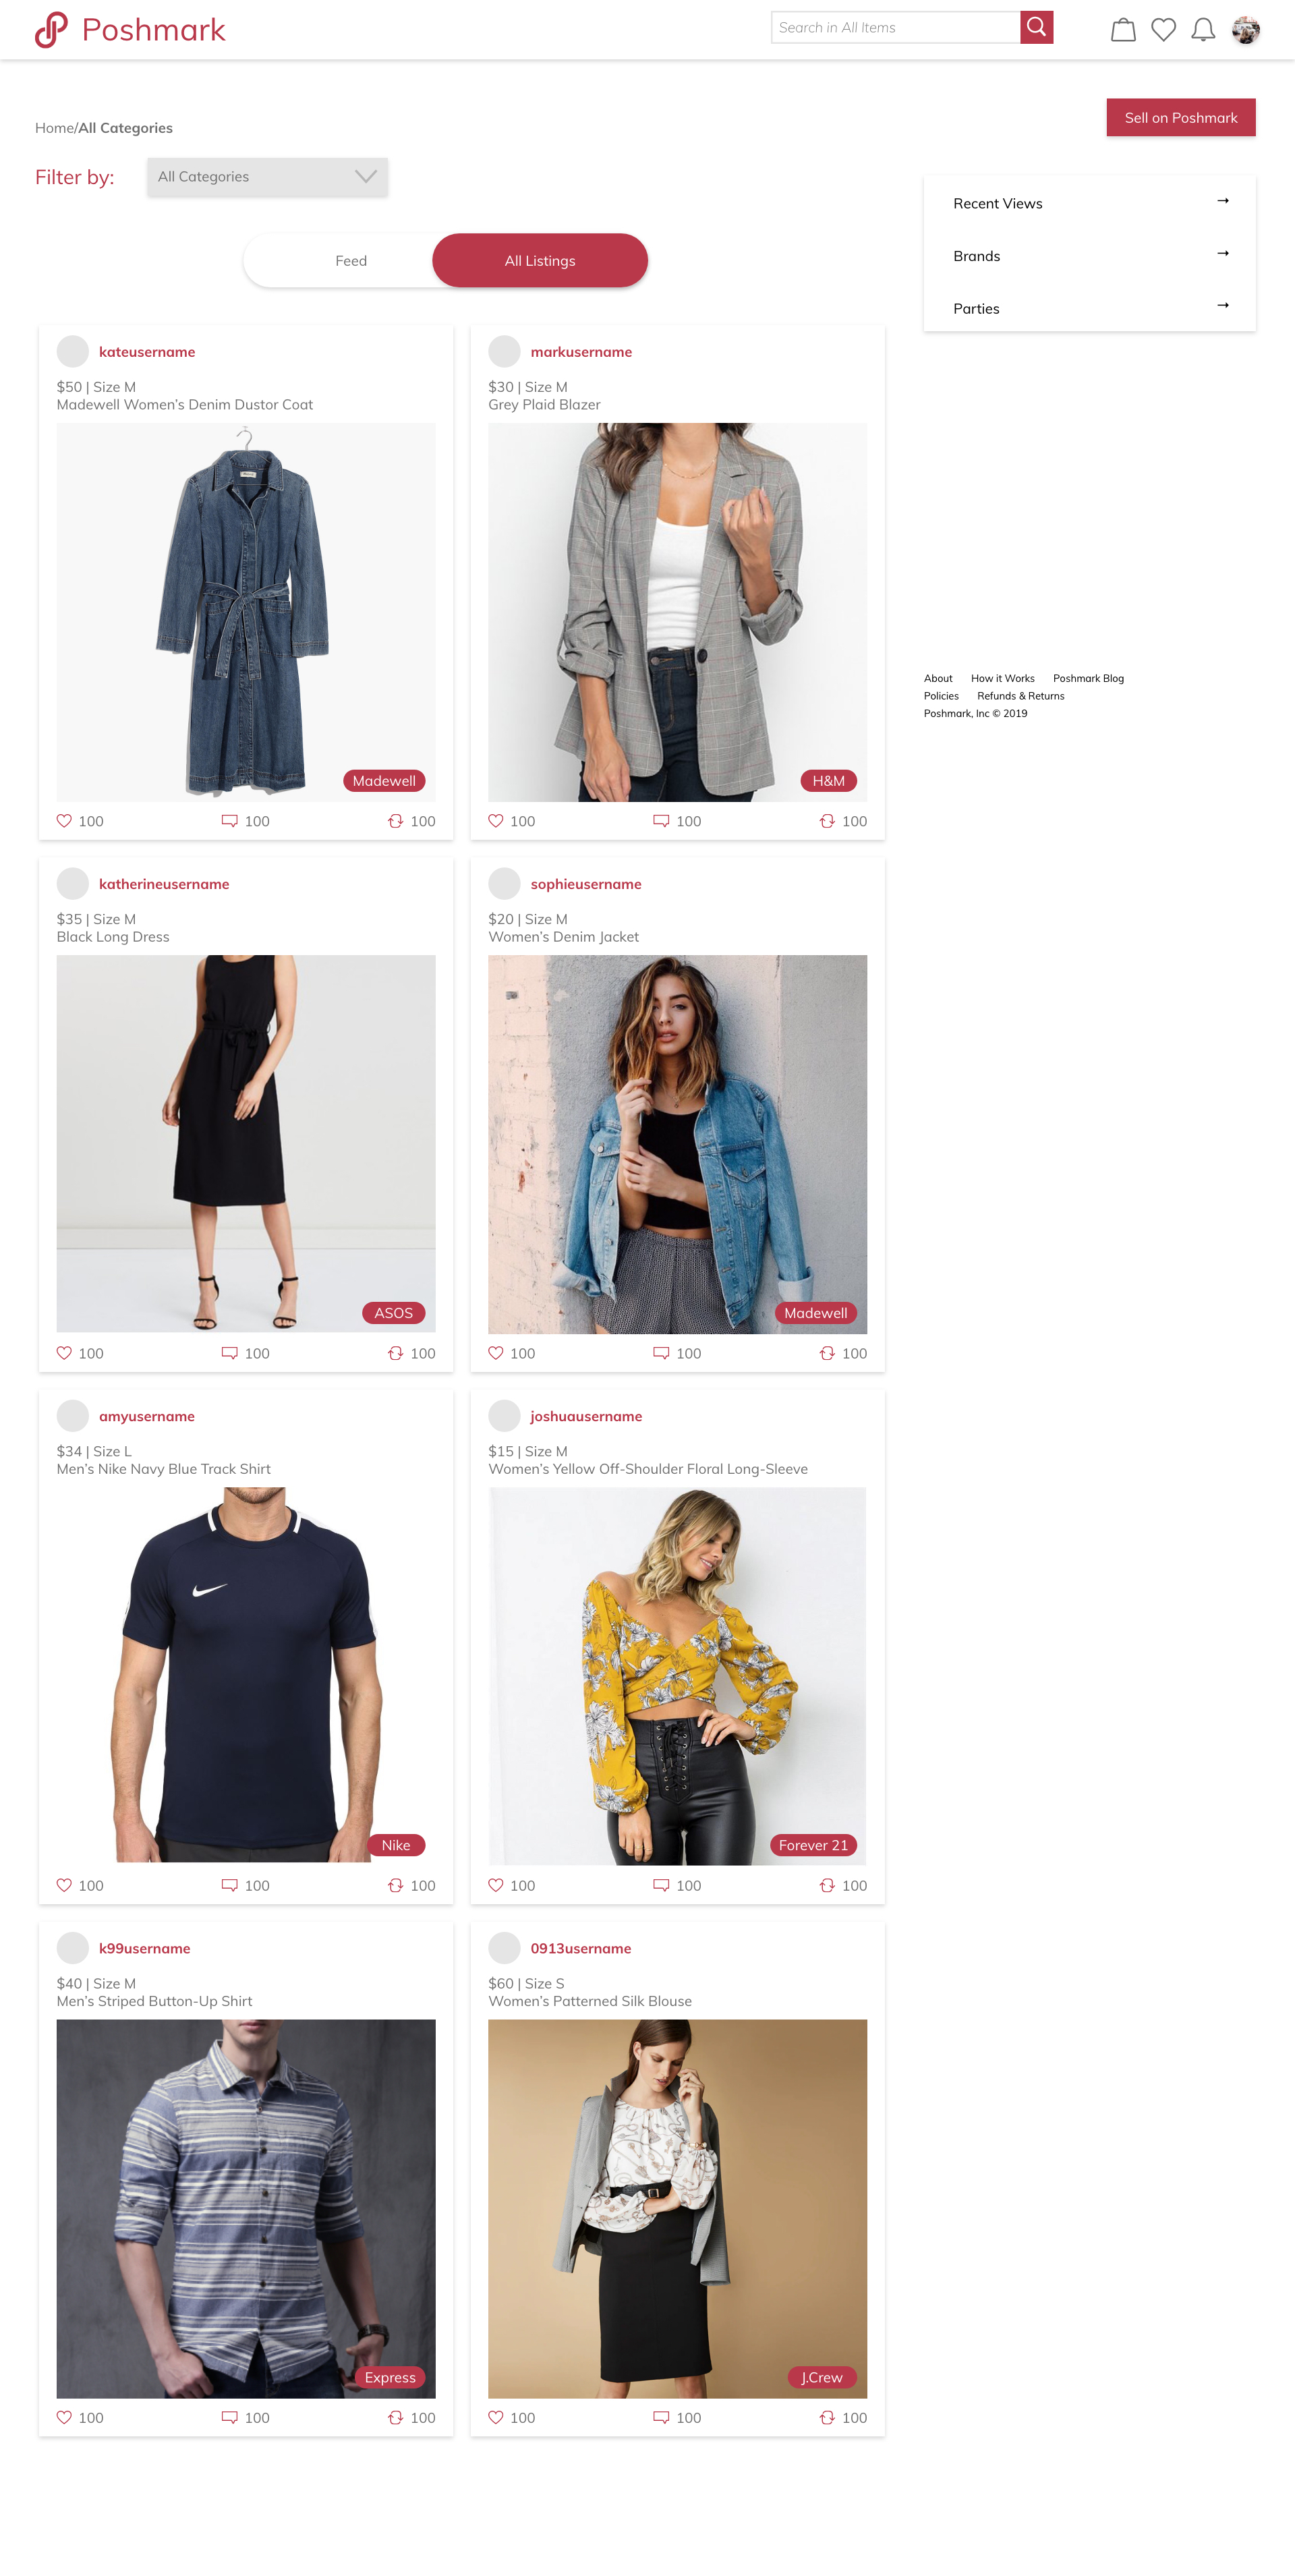 Poshmark
Search in All Items
Sell on Poshmark
Home/All Categories
Filter by:
All Categories
Feed
All Listings
Recent Views
Brands
Parties
kateusername
$50 | Size M
Madewell Women’s Denim Dustor Coat
Madewell
100
100
100
markusername
$30 | Size M
Grey Plaid Blazer
H&M
100
100
100
About How it Works Poshmark Blog
Policies Refunds & Returns
Poshmark, Inc © 2019
katherineusername
$35 | Size M
Black Long Dress
ASOS
100
100
100
sophieusername
$20 | Size M
Women’s Denim Jacket
Madewell
100
100
100
amyusername
$34 | Size L
Men’s Nike Navy Blue Track Shirt
Nike
100
100
100
joshuausername
$15 | Size M
Women’s Yellow Off-Shoulder Floral Long-Sleeve
Forever 21
100
100
100
k99username
$40 | Size M
Men’s Striped Button-Up Shirt
Express
100
100
100
0913username
$60 | Size S
Women’s Patterned Silk Blouse
J.Crew
100
100
100